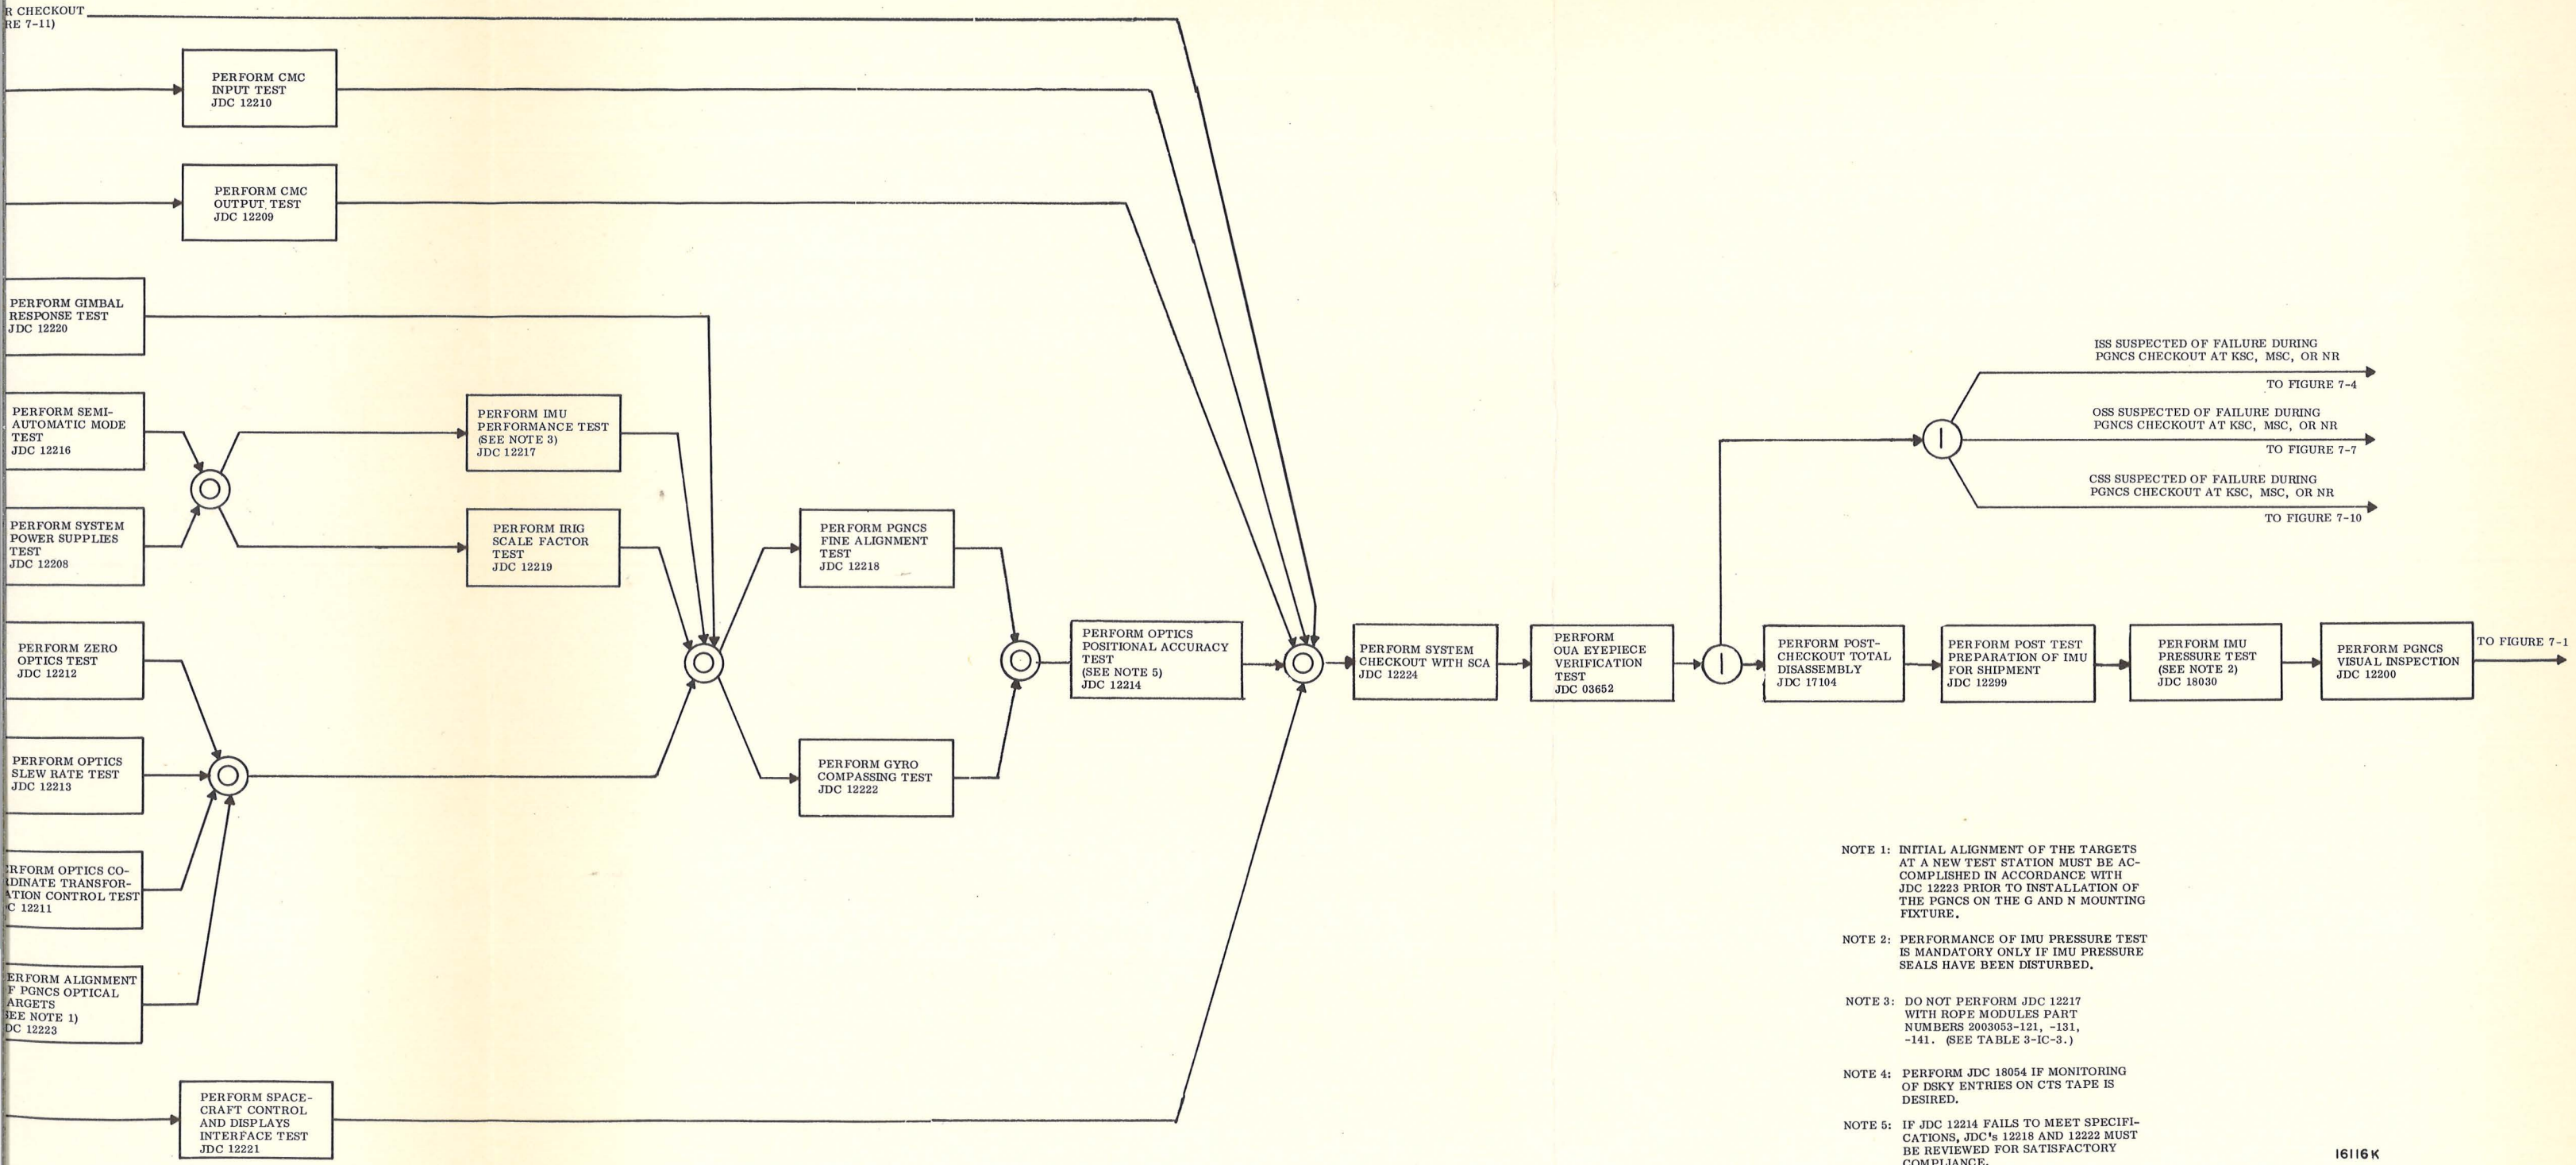 R CHECKOUT
RE 7-11)
PERFORM CMC
INPUT TEST
JDC 12210
PERFORM CMC
OUTPUT TEST
JDC 12209
PERFORM GIMBAL
RESPONSE TEST
JDC 12220
PERFORM SEMI-
AUTOMATIC MODE
TEST
JDC 12216
PERFORM SYSTEM
POWER SUPPLIES
TEST
JDC 12208
PERFORM IMU
PERFORMANCE TEST
(SEE NOTE 3)
JDC 12217
PERFORM IRIG
SCALE FACTOR
TEST
JDC 12219
PERFORM ZERO
OPTICS TEST
JDC 12212
PERFORM OPTICS
SLEW RATE TEST
JDC 12213
ERFORM OPTICS CO-
RDINATE TRANSFOR-
ATION CONTROL TEST
C 12211
ERFORM ALIGNMENT
F PGNCS OPTICAL
ARGETS
SEE NOTE 1)
DC 12223
PERFORM SPACE-
CRAFT CONTROL
AND DISPLAYS
INTERFACE TEST
JDC 12221
PERFORM PGNCS
FINE ALIGNMENT
TEST
JDC 12218
PERFORM GYRO
COMPASSING TEST
JDC 12222
PERFORM OPTICS
POSITIONAL ACCURACY
TEST
(SEE NOTE 5)
JDC 12214
PERFORM SYSTEM
CHECKOUT WITH SCA
JDC 12224
PERFORM
OUA EYEPIECE
VERIFICATION
TEST
JDC 03652
ISS SUSPECTED OF FAILURE DURING
PGNCS CHECKOUT AT KSC, MSC, OR NR
TO FIGURE 7-4
OSS SUSPECTED OF FAILURE DURING
PGNCS CHECKOUT AT KSC, MSC, OR NR
TO FIGURE 7-7
CSS SUSPECTED OF FAILURE DURING
PGNCS CHECKOUT AT KSC, MSC, OR NR
TO FIGURE 7-10
PERFORM POST-
CHECKOUT TOTAL
DISASSEMBLY
JDC 17104
PERFORM POST TEST
PREPARATION OF IMU
FOR SHIPMENT
JDC 12299
PERFORM IMU
PRESSURE TEST
(SEE NOTE 2)
JDC 18030
PERFORM PGNCS
VISUAL INSPECTION
JDC 12200
TO FIGURE 7-1
NOTE 1: INITIAL ALIGNMENT OF THE TARGETS
AT A NEW TEST STATION MUST BE AC-
COMPLISHED IN ACCORDANCE WITH
JDC 12223 PRIOR TO INSTALLATION OF
THE PGNCS ON THE G AND N MOUNTING
FIXTURE.
NOTE 2: PERFORMANCE OF IMU PRESSURE TEST
IS MANDATORY ONLY IF IMU PRESSURE
SEALS HAVE BEEN DISTURBED.
NOTE 3: DO NOT PERFORM JDC 12217
WITH ROPE MODULES PART
NUMBERS 2003053-121, -131,
-141. (SEE TABLE 3-IC-3.)
NOTE 4: PERFORM JDC 18054 IF MONITORING
OF DSKY ENTRIES ON CTS TAPE IS
DESIRED.
NOTE 5: IF JDC 12214 FAILS TO MEET SPECIFI-
CATIONS, JDC's 12218 AND 12222 MUST
BE REVIEWED FOR SATISFACTORY
COMPLIANCE.
16116K